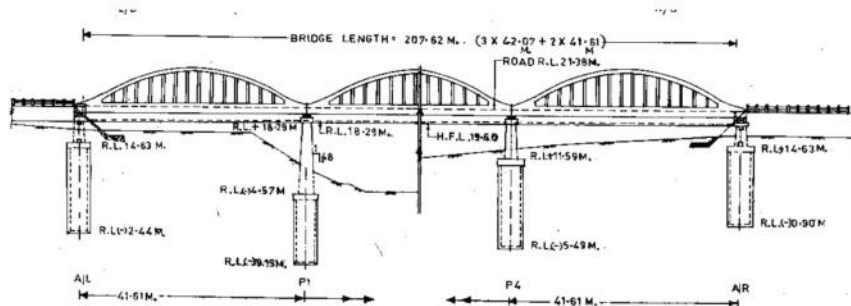 BRIDGE LENGTH= 207·62 M. (3 X 42·07 + 2 X 41·61)
M. M
ROAD R.L. 21·38 M.
R.L.+18·29 M
R.L. 18·29 M.
H.F.L. 19·60
R.L. 14·63 M.
1:48
R.L.+11·59 M.
R.L.+14·63 M.
R.L.(-)4·57 M
R.L.(-)2·44 M.
R.L.(-)0·90 M.
R.L.(-)5·49 M.
A/L
P1
P4
A/R
41·61 M.
41·61 M.